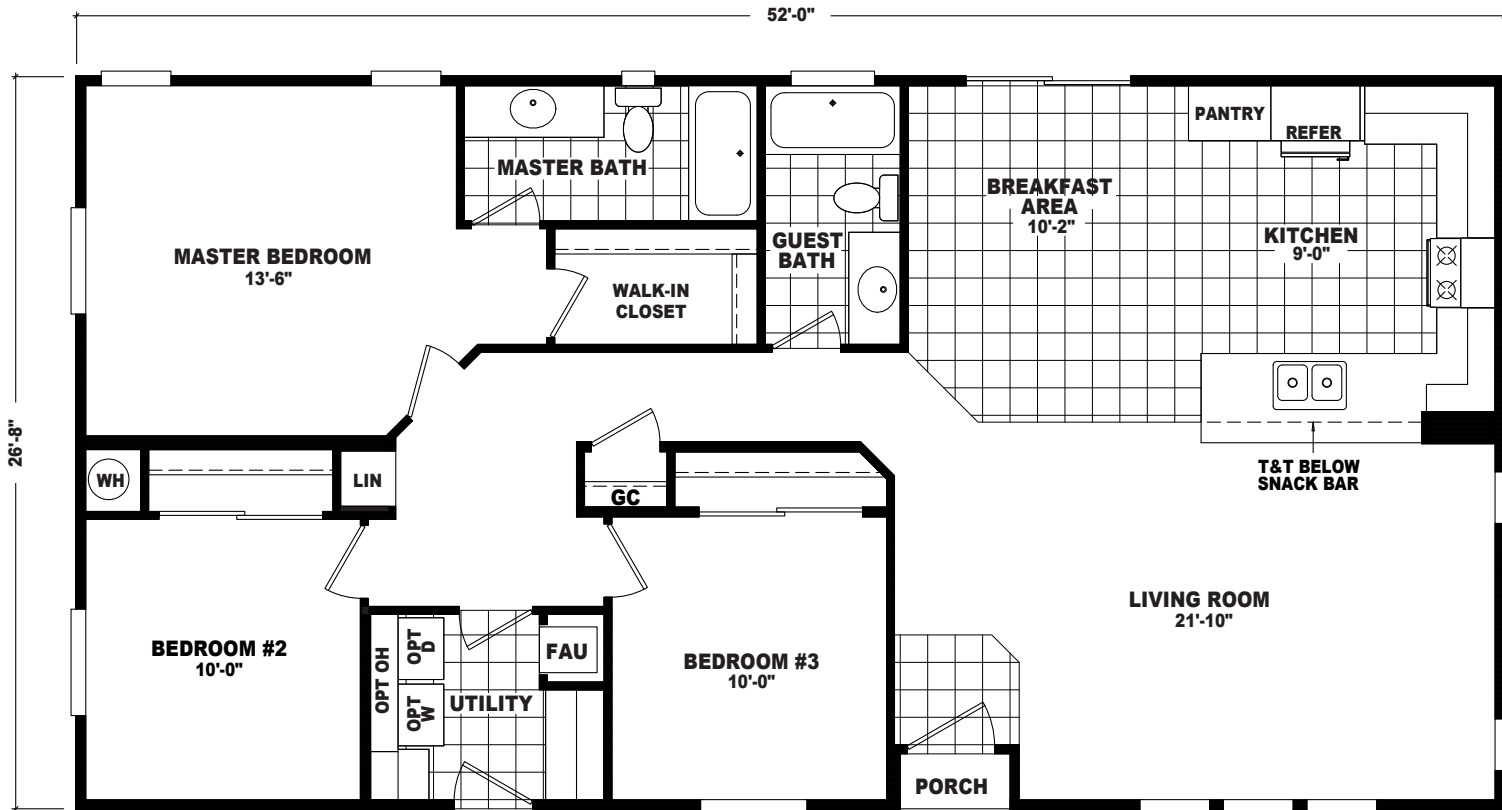 52'-0"
26'-8"
MASTER BATH
PANTRY
REFER
BREAKFAST
AREA
10'-2"
KITCHEN
9'-0"
MASTER BEDROOM
13'-6"
GUEST
BATH
WALK-IN
CLOSET
WH
LIN
GC
T&T BELOW
SNACK BAR
LIVING ROOM
21'-10"
BEDROOM #2
10'-0"
OPT OH
OPT
D
OPT
W
UTILITY
FAU
BEDROOM #3
10'-0"
PORCH